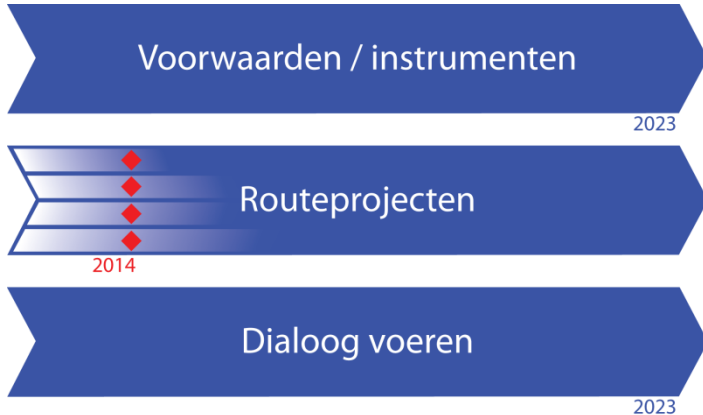 Voorwaarden / instrumenten
2023
Routeprojecten
2014
Dialoog voeren
2023